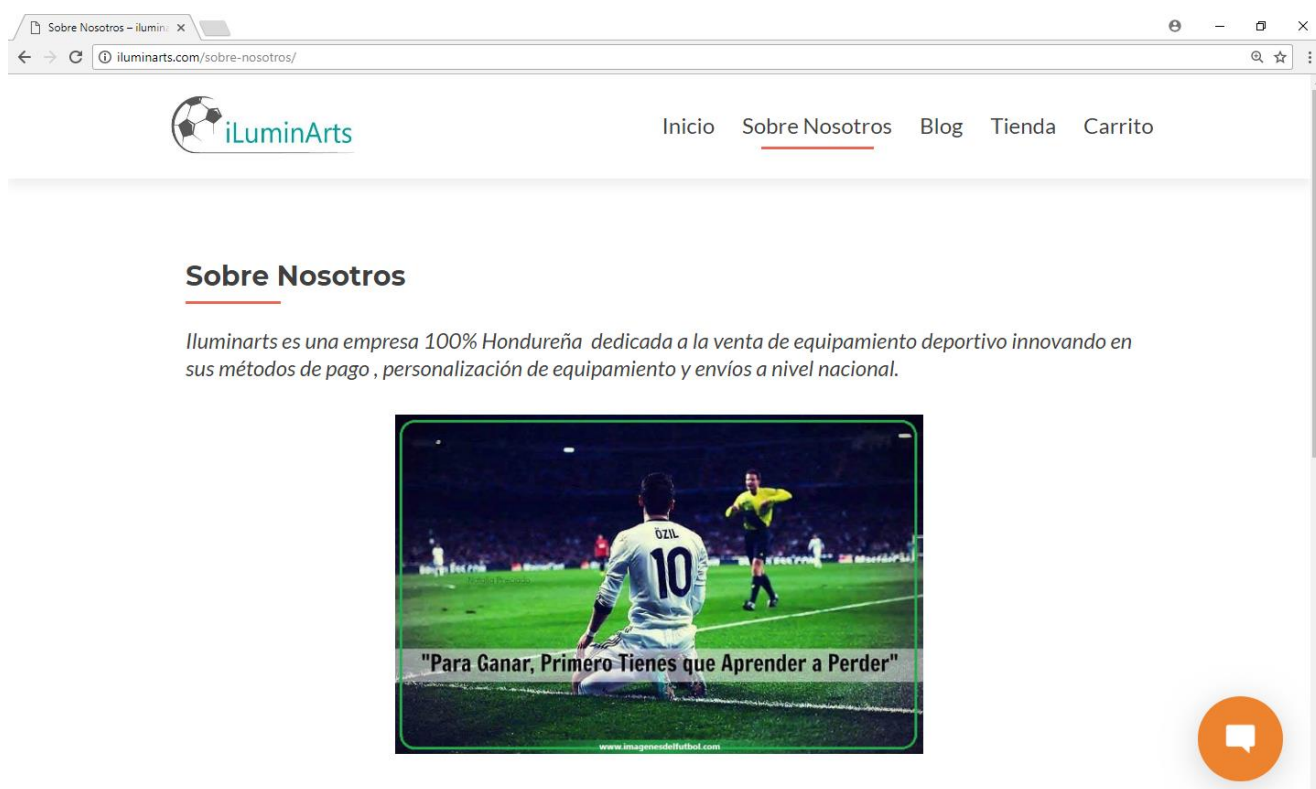 Sobre Nosotros – ilumina
iluminarts.com/sobre-nosotros/
iLuminArts
Inicio Sobre Nosotros Blog Tienda Carrito
Sobre Nosotros
Iluminarts es una empresa 100% Hondureña dedicada a la venta de equipamiento deportivo innovando en
sus métodos de pago , personalización de equipamiento y envíos a nivel nacional.
ÖZIL
10
Natalia Preciado
"Para Ganar, Primero Tienes que Aprender a Perder"
www.imagenesdelfutbol.com